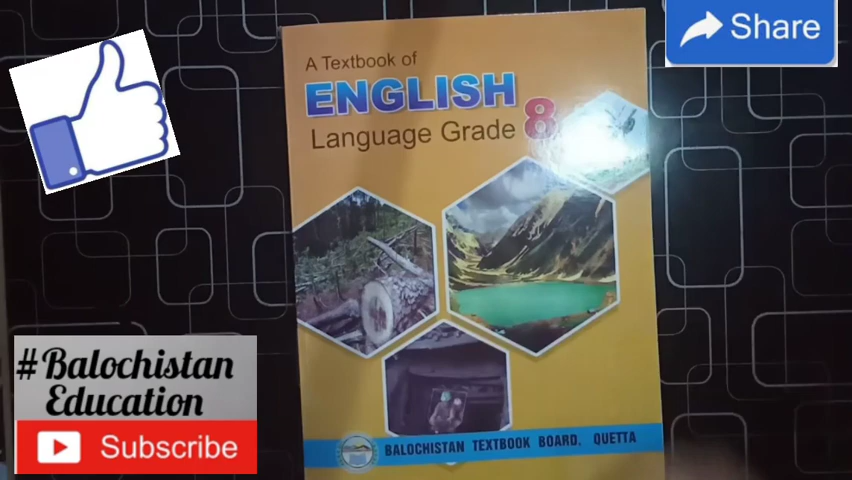 Share
A Textbook of
ENGLISH
Language Grade 8
#Balochistan
Education
Subscribe
BALOCHISTAN TEXTBOOK BOARD, QUETTA